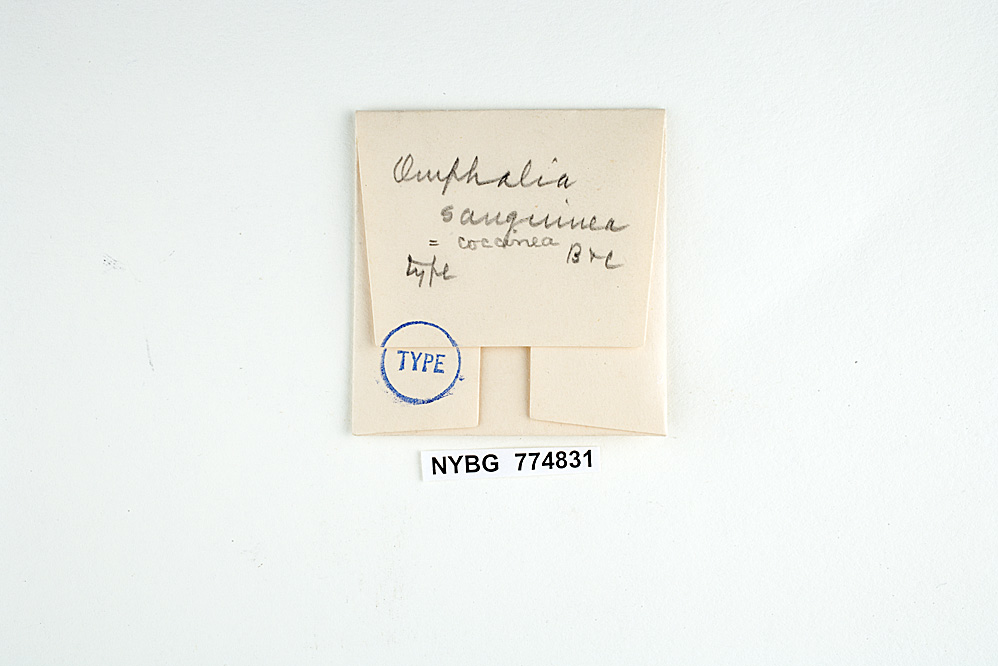 Omphalia
sanguinea
= coccinea
B & C
type
TYPE
NYBG 774831